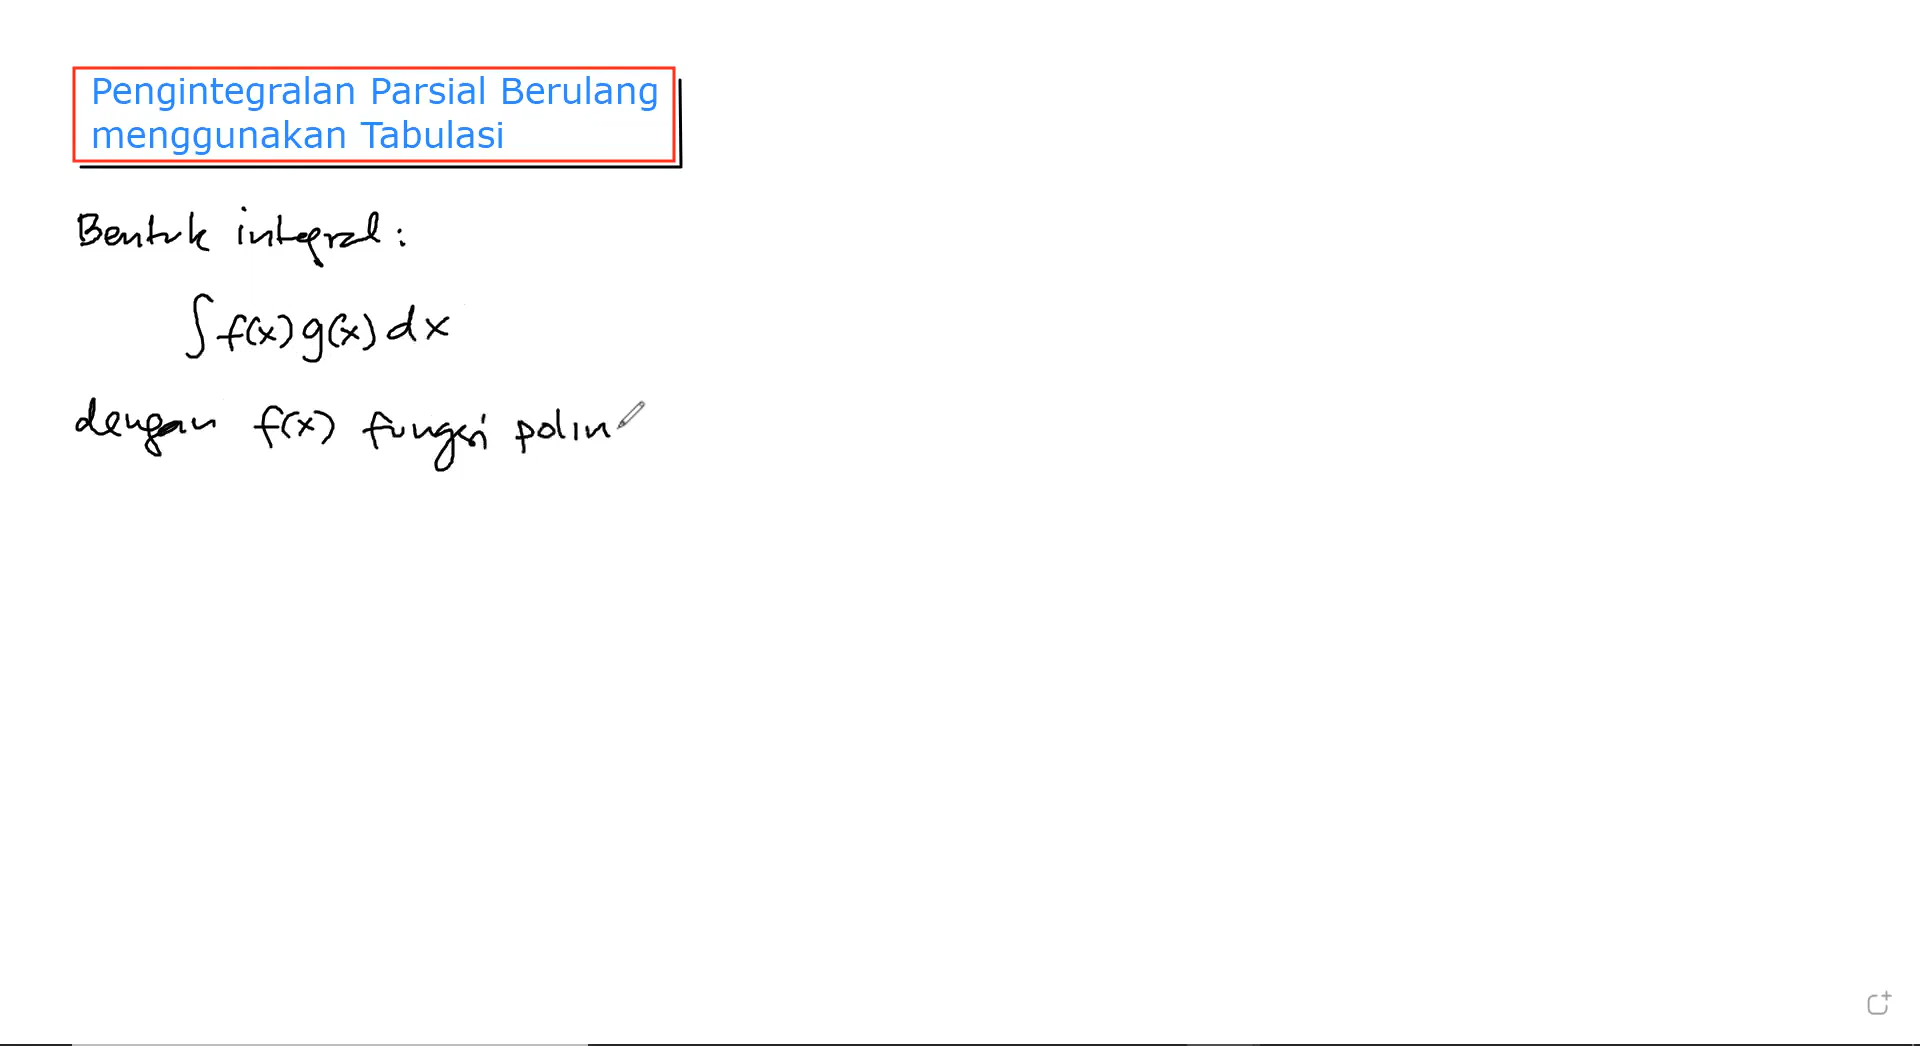 Pengintegralan Parsial Berulang
menggunakan Tabulasi
Bentuk integral:
∫ f(x) g(x) dx
dengan f(x) fungsi polin